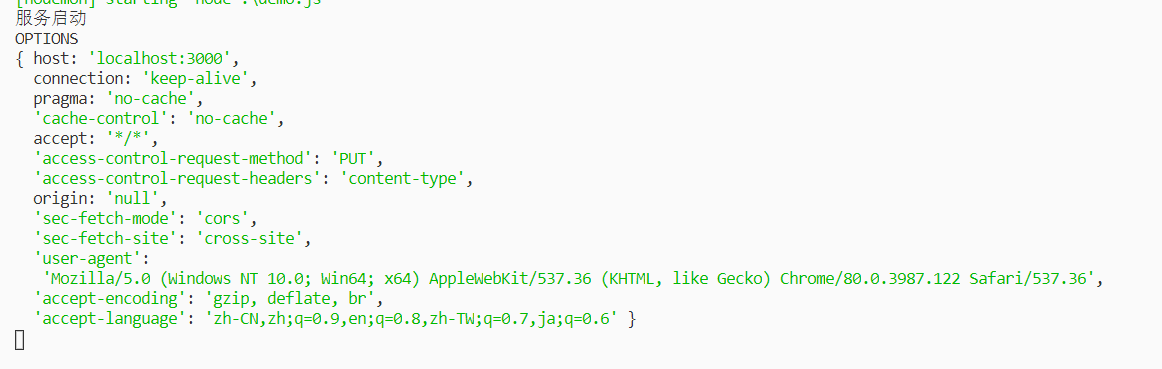 [nodemon] starting `node .\demo.js`
服务启动
OPTIONS
{ host: 'localhost:3000',
  connection: 'keep-alive',
  pragma: 'no-cache',
  'cache-control': 'no-cache',
  accept: '*/*',
  'access-control-request-method': 'PUT',
  'access-control-request-headers': 'content-type',
  origin: 'null',
  'sec-fetch-mode': 'cors',
  'sec-fetch-site': 'cross-site',
  'user-agent':
   'Mozilla/5.0 (Windows NT 10.0; Win64; x64) AppleWebKit/537.36 (KHTML, like Gecko) Chrome/80.0.3987.122 Safari/537.36',
  'accept-encoding': 'gzip, deflate, br',
  'accept-language': 'zh-CN,zh;q=0.9,en;q=0.8,zh-TW;q=0.7,ja;q=0.6' }